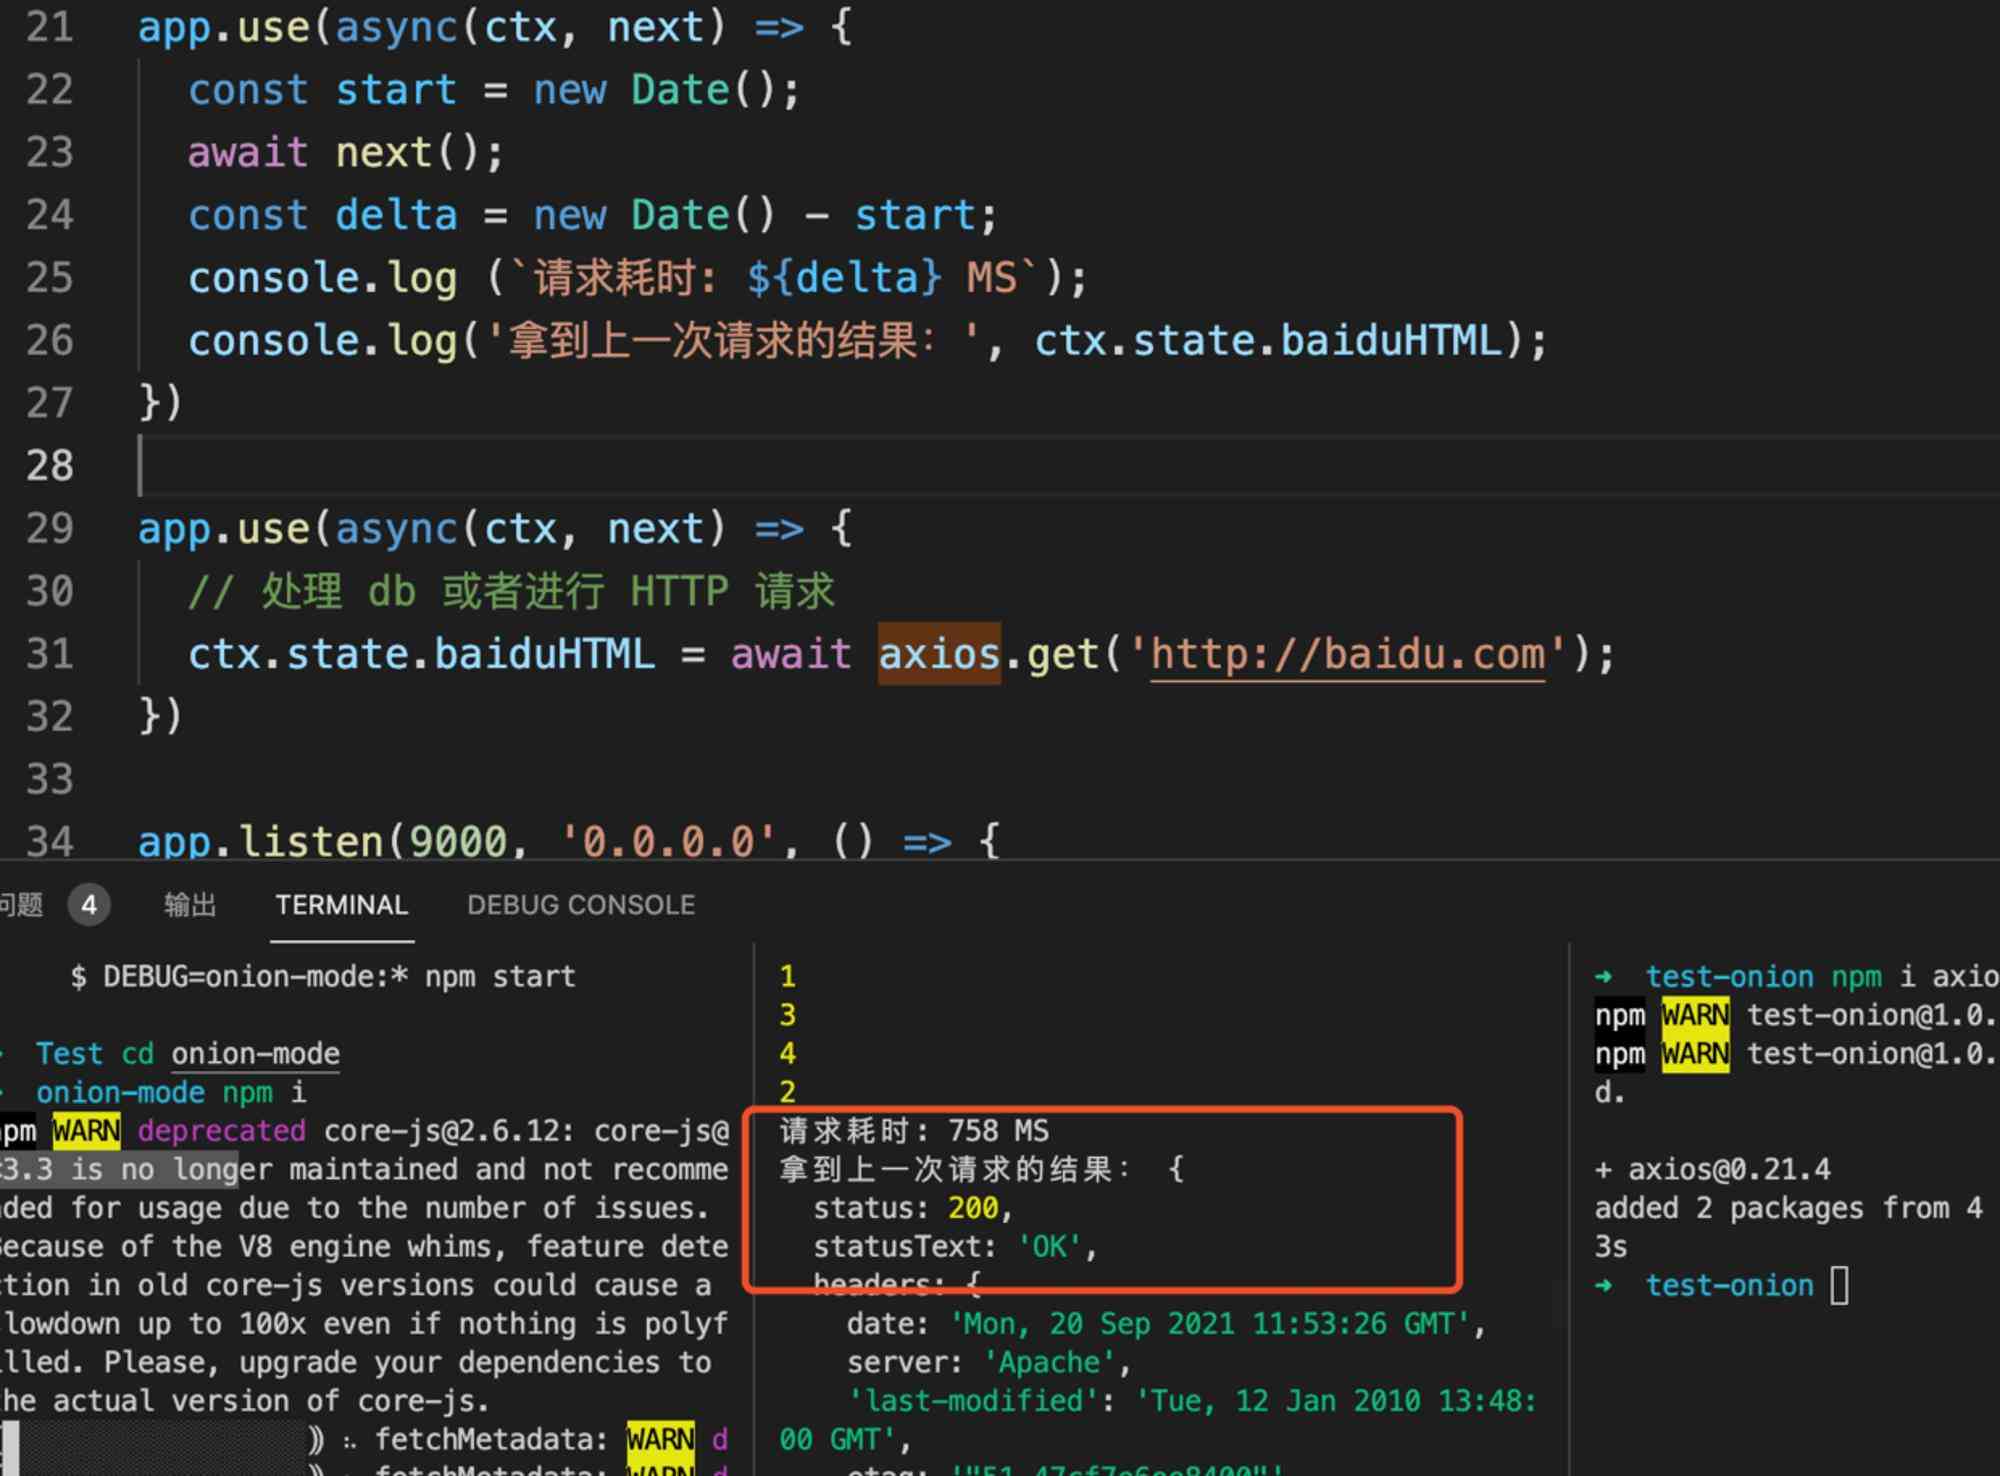 21 app.use(async(ctx, next) => {
22 const start = new Date();
23 await next();
24 const delta = new Date() - start;
25 console.log (`请求耗时: ${delta} MS`);
26 console.log('拿到上一次请求的结果: ', ctx.state.baiduHTML);
27 })
28
29 app.use(async(ctx, next) => {
30 // 处理 db 或者进行 HTTP 请求
31 ctx.state.baiduHTML = await axios.get('http://baidu.com');
32 })
33
34 app.listen(9000, '0.0.0.0', () => {
问题 4 输出 TERMINAL DEBUG CONSOLE
$ DEBUG=onion-mode:* npm start
Test cd onion-mode
onion-mode npm i
npm WARN deprecated core-js@2.6.12: core-js@
<3.3 is no longer maintained and not recomme
nded for usage due to the number of issues.
Because of the V8 engine whims, feature dete
ction in old core-js versions could cause a
slowdown up to 100x even if nothing is polyf
illed. Please, upgrade your dependencies to
the actual version of core-js.
⸩ ⠦ fetchMetadata: WARN d
⸩ ⠦ fetchMetadata: WARN d
1
3
4
2
请求耗时: 758 MS
拿到上一次请求的结果: {
status: 200,
statusText: 'OK',
headers: {
date: 'Mon, 20 Sep 2021 11:53:26 GMT',
server: 'Apache',
'last-modified': 'Tue, 12 Jan 2010 13:48:
00 GMT',
etag:
➜ test-onion npm i axio
npm WARN test-onion@1.0.
npm WARN test-onion@1.0.
d.
+ axios@0.21.4
added 2 packages from 4
3s
➜ test-onion